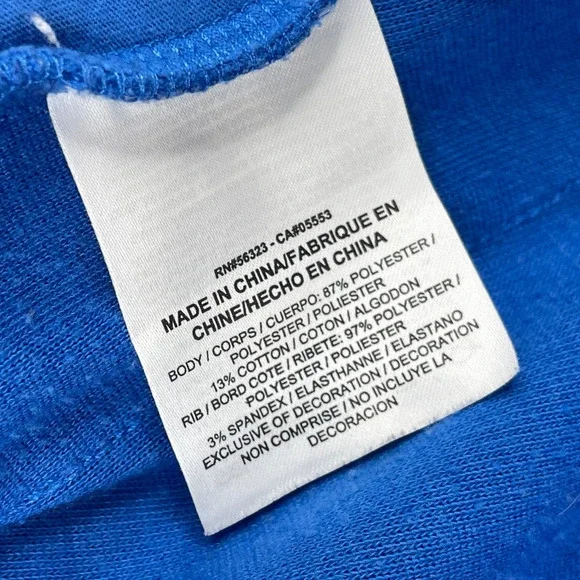 RN#56323 - CA#05553
MADE IN CHINA/FABRIQUE EN
CHINE/HECHO EN CHINA
BODY / CORPS / CUERPO: 87% POLYESTER /
POLYESTER / POLIESTER
13% COTTON / COTON / ALGODON
RIB / BORD COTE / RIBETE: 97% POLYESTER /
POLYESTER / POLIESTER
3% SPANDEX / ELASTHANNE / ELASTANO
EXCLUSIVE OF DECORATION / DECORATION
NON COMPRISE / NO INCLUYE LA
DECORACION